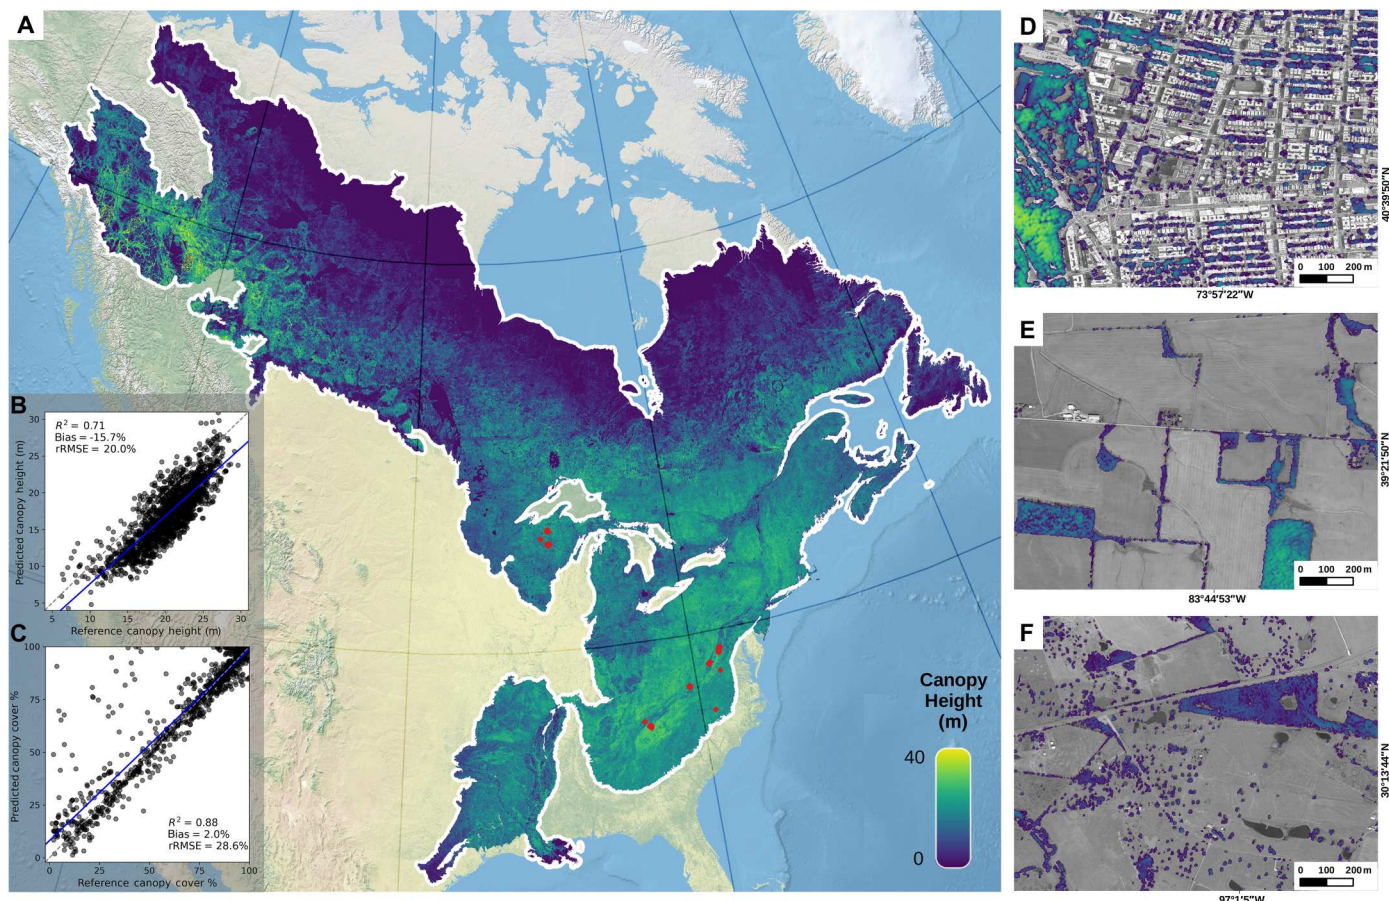 A
B
R² = 0.71
Bias = -15.7%
rRMSE = 20.0%
Predicted canopy height (m)
30
25
20
15
10
5
5 10 15 20 25 30
Reference canopy height (m)
C
Predicted canopy cover %
100
75
50
25
0
R² = 0.88
Bias = 2.0%
rRMSE = 28.6%
0 25 50 75 100
Reference canopy cover %
Canopy
Height
(m)
40
0
D
0 100 200 m
40°39'50"N
73°57'22"W
E
0 100 200 m
39°21'50"N
83°44'53"W
F
0 100 200 m
30°13'44"N
97°1'5"W